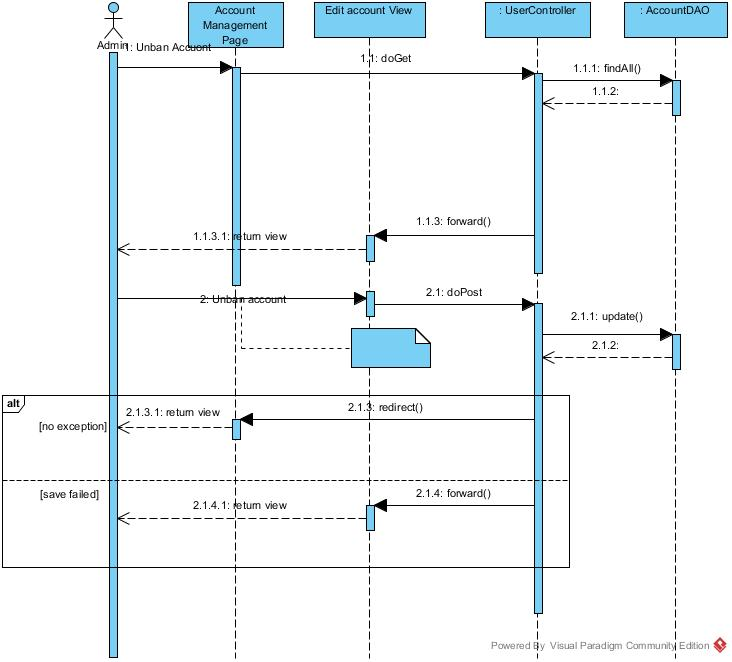 Account
Management
Page
Edit account View
: UserController
: AccountDAO
Admin
1: Unban Accuont
1.1: doGet
1.1.1: findAll()
1.1.2:
1.1.3: forward()
1.1.3.1: return view
2: Unban account
2.1: doPost
2.1.1: update()
2.1.2:
alt
2.1.3: redirect()
2.1.3.1: return view
[no exception]
[save failed]
2.1.4: forward()
2.1.4.1: return view
Powered By Visual Paradigm Community Edition